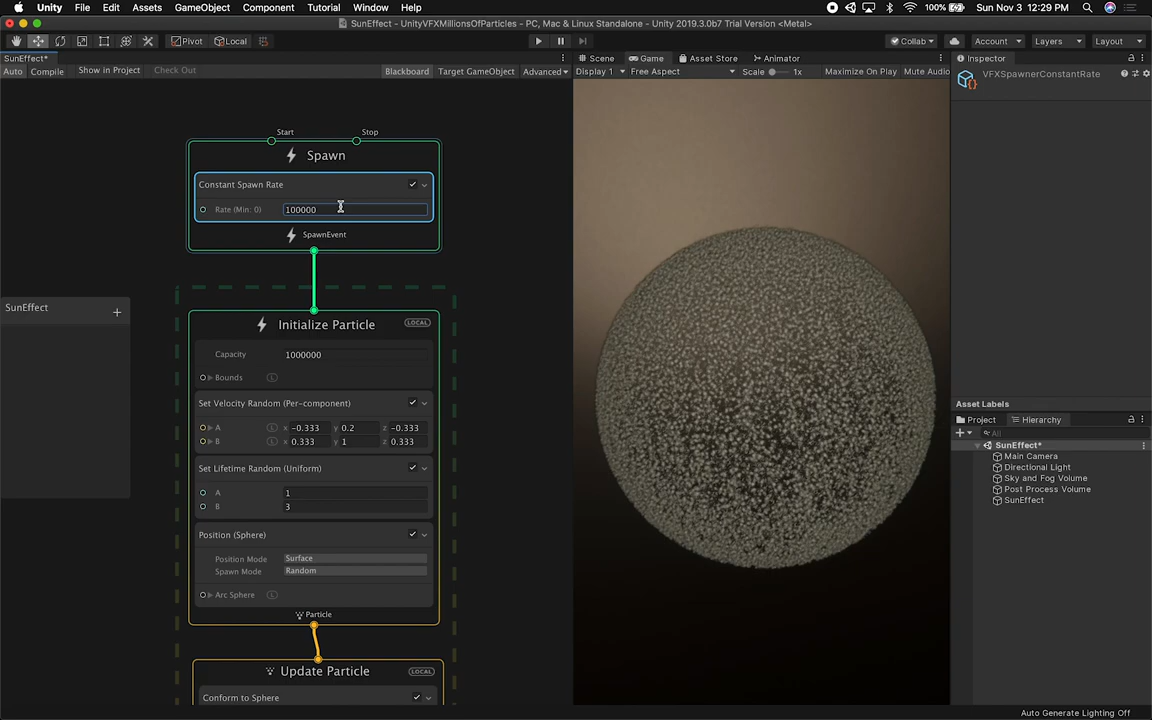 Unity File Edit Assets GameObject Component Tutorial Window Help 100% Sun Nov 3 12:29 PM
SunEffect - UnityVFXMillionsOfParticles - PC, Mac & Linux Standalone - Unity 2019.3.0b7 Trial Version <Metal>
Pivot Local Collab Account Layers Layout
SunEffect* Scene Game Asset Store Animator Inspector
Auto Compile Show in Project Check Out Blackboard Target GameObject Advanced Display 1 Free Aspect Scale 1x Maximize On Play Mute Audio
VFXSpawnerConstantRate
Start Stop
Spawn
Constant Spawn Rate
Rate (Min: 0) 100000
SpawnEvent
SunEffect +
Initialize Particle LOCAL
Capacity 1000000
Bounds L
Set Velocity Random (Per-component)
A L x -0.333 y 0.2 z -0.333
B L x 0.333 y 1 z 0.333
Set Lifetime Random (Uniform)
A 1
B 3
Position (Sphere)
Position Mode Surface
Spawn Mode Random
Arc Sphere L
Particle
Update Particle LOCAL
Conform to Sphere
Asset Labels
Project Hierarchy
+ All
SunEffect*
Main Camera
Directional Light
Sky and Fog Volume
Post Process Volume
SunEffect
Auto Generate Lighting Off